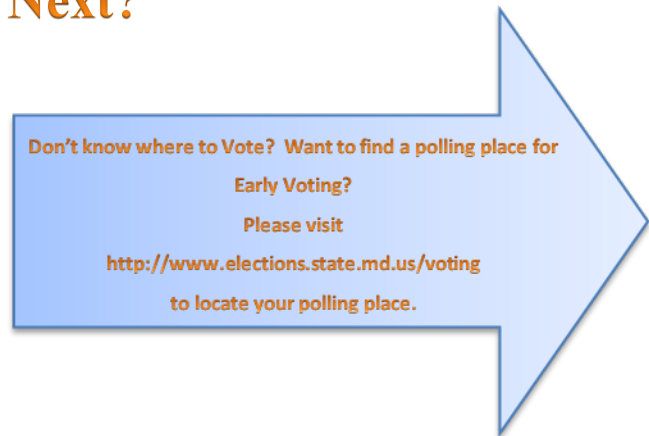 Next?
Don't know where to Vote?  Want to find a polling place for
Early Voting?
Please visit
http://www.elections.state.md.us/voting
to locate your polling place.